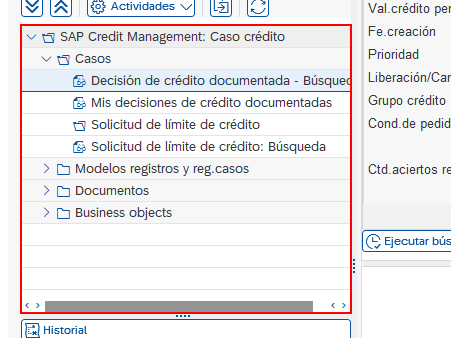 Actividades
SAP Credit Management: Caso crédito
Casos
Decisión de crédito documentada - Búsqued
Mis decisiones de crédito documentadas
Solicitud de límite de crédito
Solicitud de límite de crédito: Búsqueda
Modelos registros y reg.casos
Documentos
Business objects
Historial
Val.crédito per
Fe.creación
Prioridad
Liberación/Can
Grupo crédito
Cond.de pedid
Ctd.aciertos re
Ejecutar bús